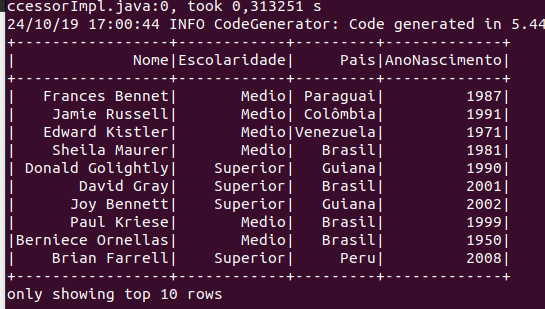 ccessorImpl.java:0, took 0,313251 s
24/10/19 17:00:44 INFO CodeGenerator: Code generated in 5.44
+-----------------+------------+---------+-------------+
|             Nome|Escolaridade|     Pais|AnoNascimento|
+-----------------+------------+---------+-------------+
|   Frances Bennet|       Medio| Paraguai|         1987|
|    Jamie Russell|       Medio| Colômbia|         1991|
|   Edward Kistler|       Medio|Venezuela|         1971|
|    Sheila Maurer|       Medio|   Brasil|         1981|
| Donald Golightly|    Superior|   Guiana|         1990|
|       David Gray|    Superior|   Brasil|         2001|
|      Joy Bennett|    Superior|   Guiana|         2002|
|      Paul Kriese|       Medio|   Brasil|         1999|
|Berniece Ornellas|       Medio|   Brasil|         1950|
|    Brian Farrell|    Superior|     Peru|         2008|
+-----------------+------------+---------+-------------+
only showing top 10 rows